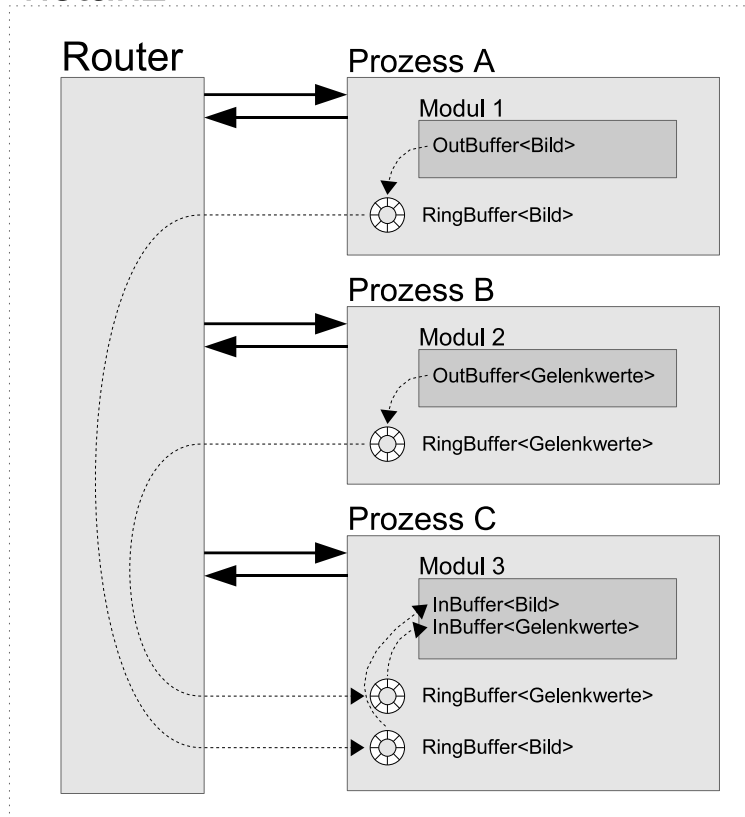 Router
Prozess A
Modul 1
OutBuffer<Bild>
RingBuffer<Bild>
Prozess B
Modul 2
OutBuffer<Gelenkwerte>
RingBuffer<Gelenkwerte>
Prozess C
Modul 3
InBuffer<Bild>
InBuffer<Gelenkwerte>
RingBuffer<Gelenkwerte>
RingBuffer<Bild>